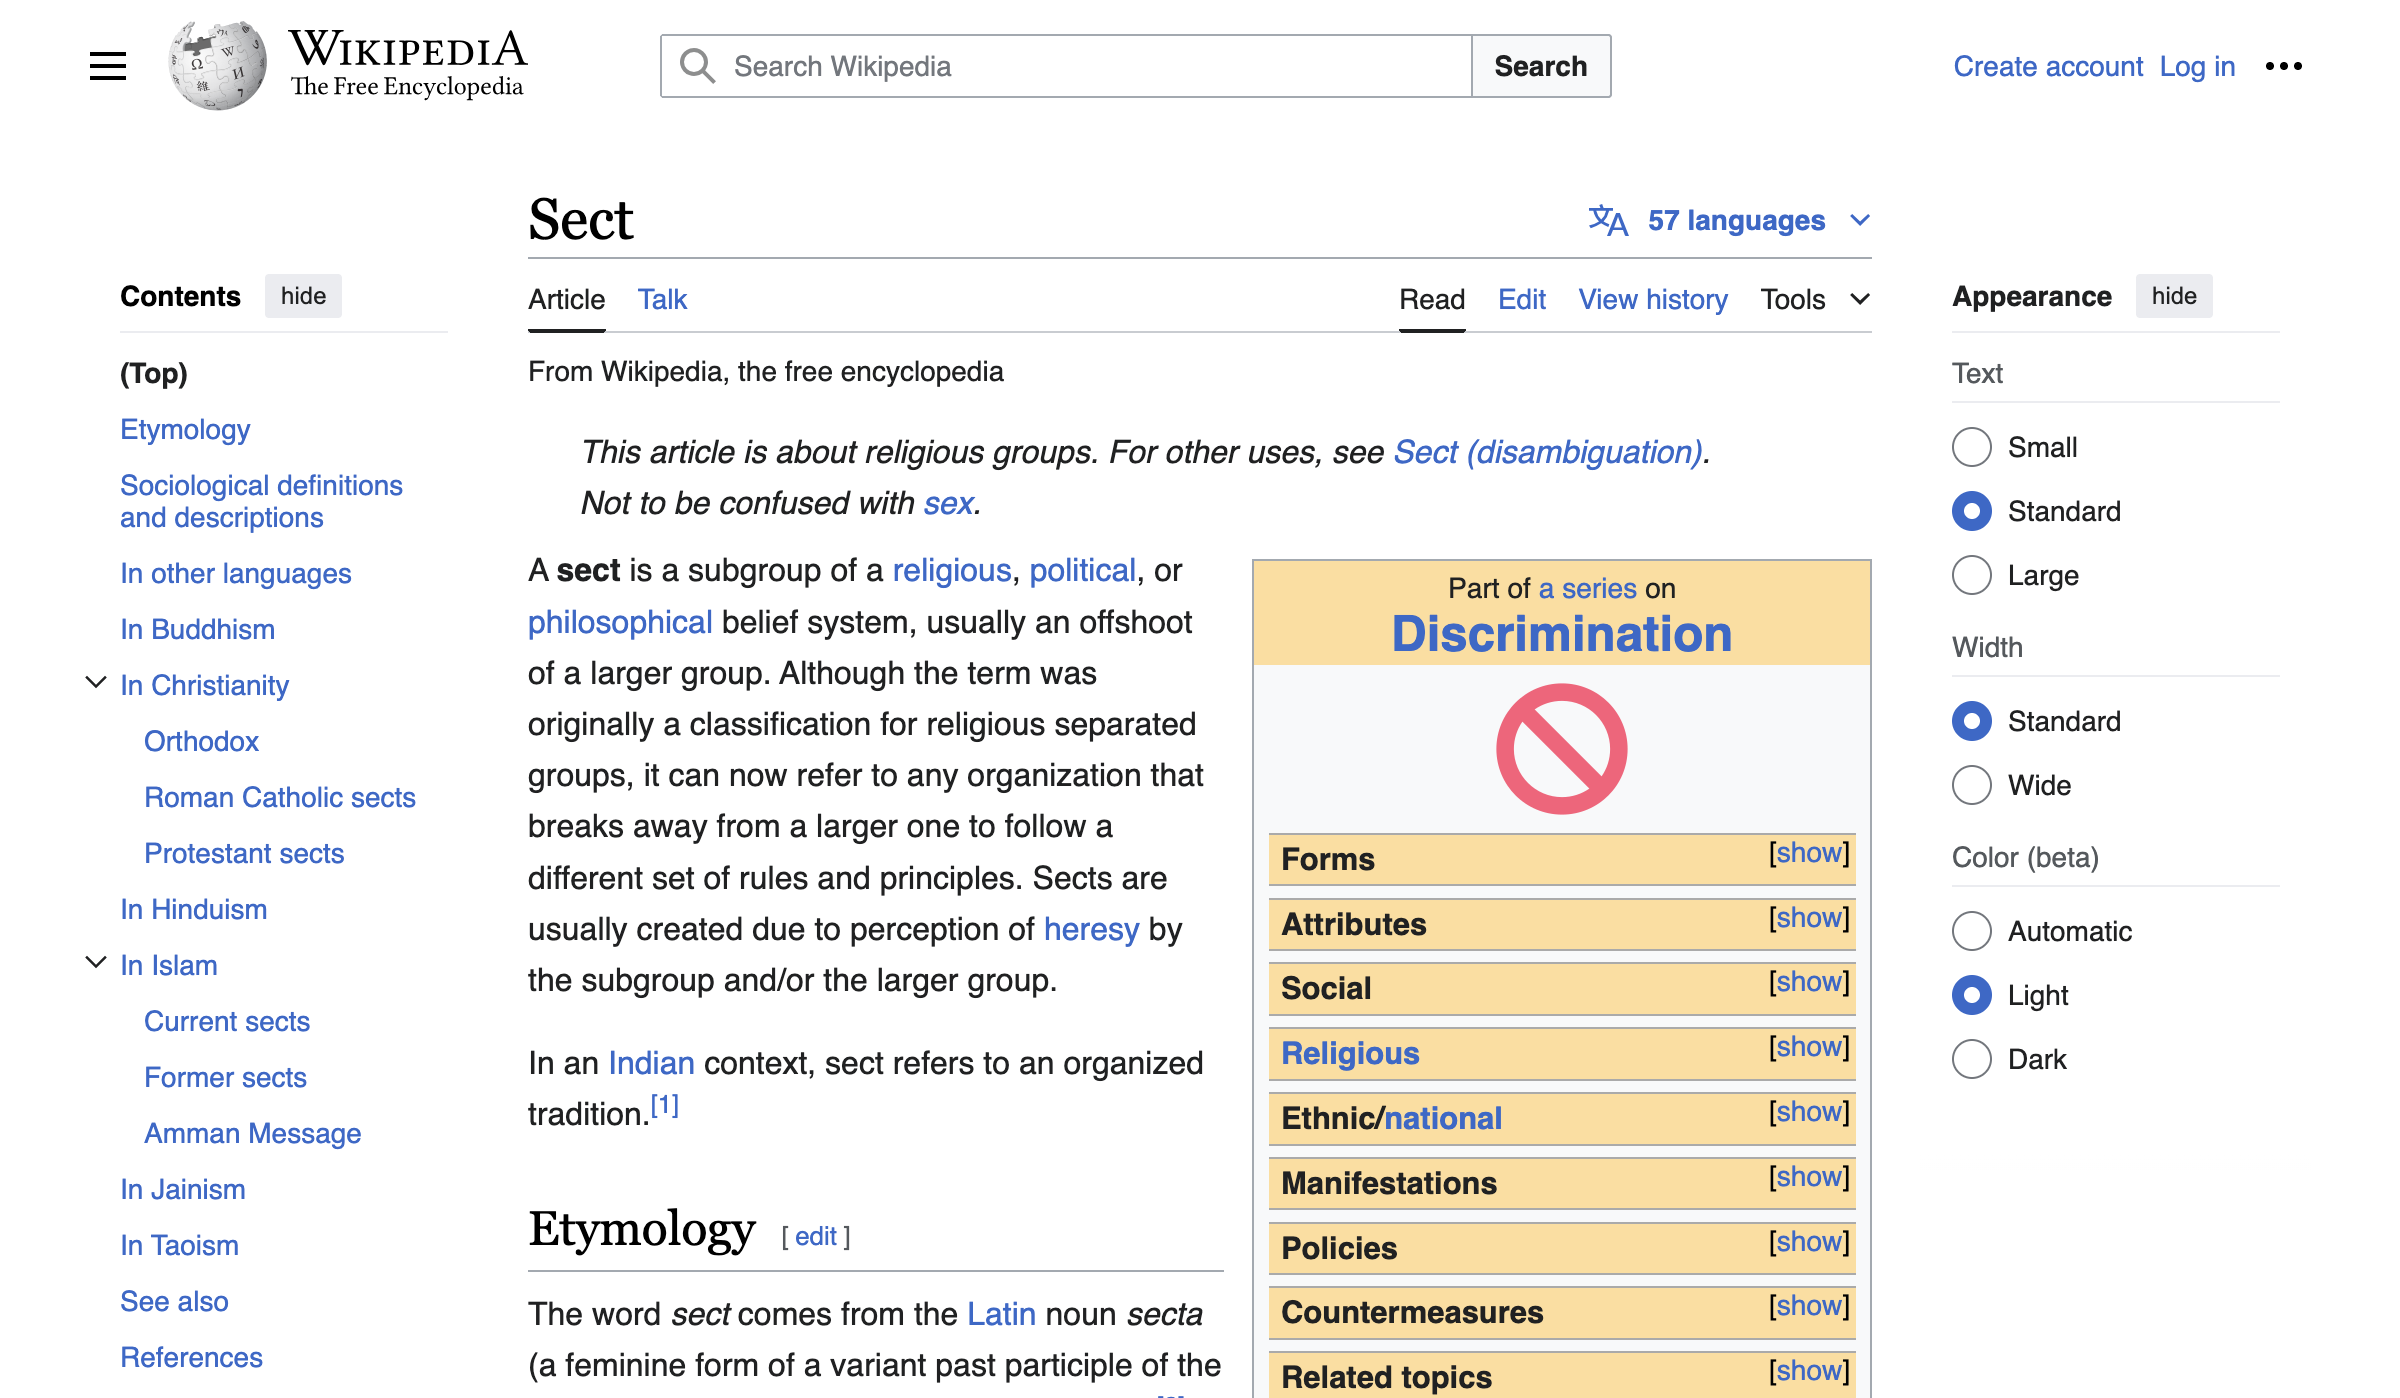 WIKIPEDIA
The Free Encyclopedia
Search Wikipedia
Search
Create account Log in
Contents hide
(Top)
Etymology
Sociological definitions
and descriptions
In other languages
In Buddhism
In Christianity
Orthodox
Roman Catholic sects
Protestant sects
In Hinduism
In Islam
Current sects
Former sects
Amman Message
In Jainism
In Taoism
See also
References
Sect
57 languages
Article Talk
Read Edit View history Tools
From Wikipedia, the free encyclopedia
This article is about religious groups. For other uses, see Sect (disambiguation).
Not to be confused with sex.
A sect is a subgroup of a religious, political, or
philosophical belief system, usually an offshoot
of a larger group. Although the term was
originally a classification for religious separated
groups, it can now refer to any organization that
breaks away from a larger one to follow a
different set of rules and principles. Sects are
usually created due to perception of heresy by
the subgroup and/or the larger group.
In an Indian context, sect refers to an organized
tradition.[1]
Etymology [ edit ]
The word sect comes from the Latin noun secta
(a feminine form of a variant past participle of the
Part of a series on
Discrimination
Forms [show]
Attributes [show]
Social [show]
Religious [show]
Ethnic/national [show]
Manifestations [show]
Policies [show]
Countermeasures [show]
Related topics [show]
Appearance hide
Text
Small
Standard
Large
Width
Standard
Wide
Color (beta)
Automatic
Light
Dark